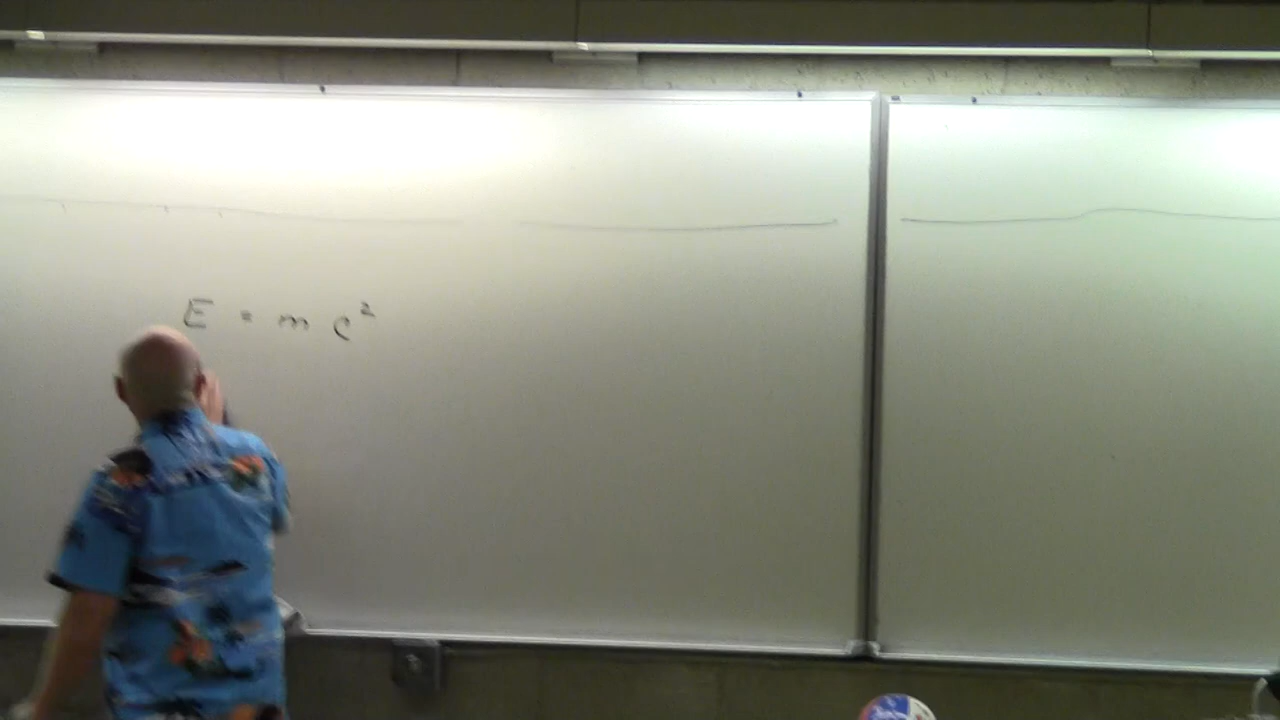 E = mc²